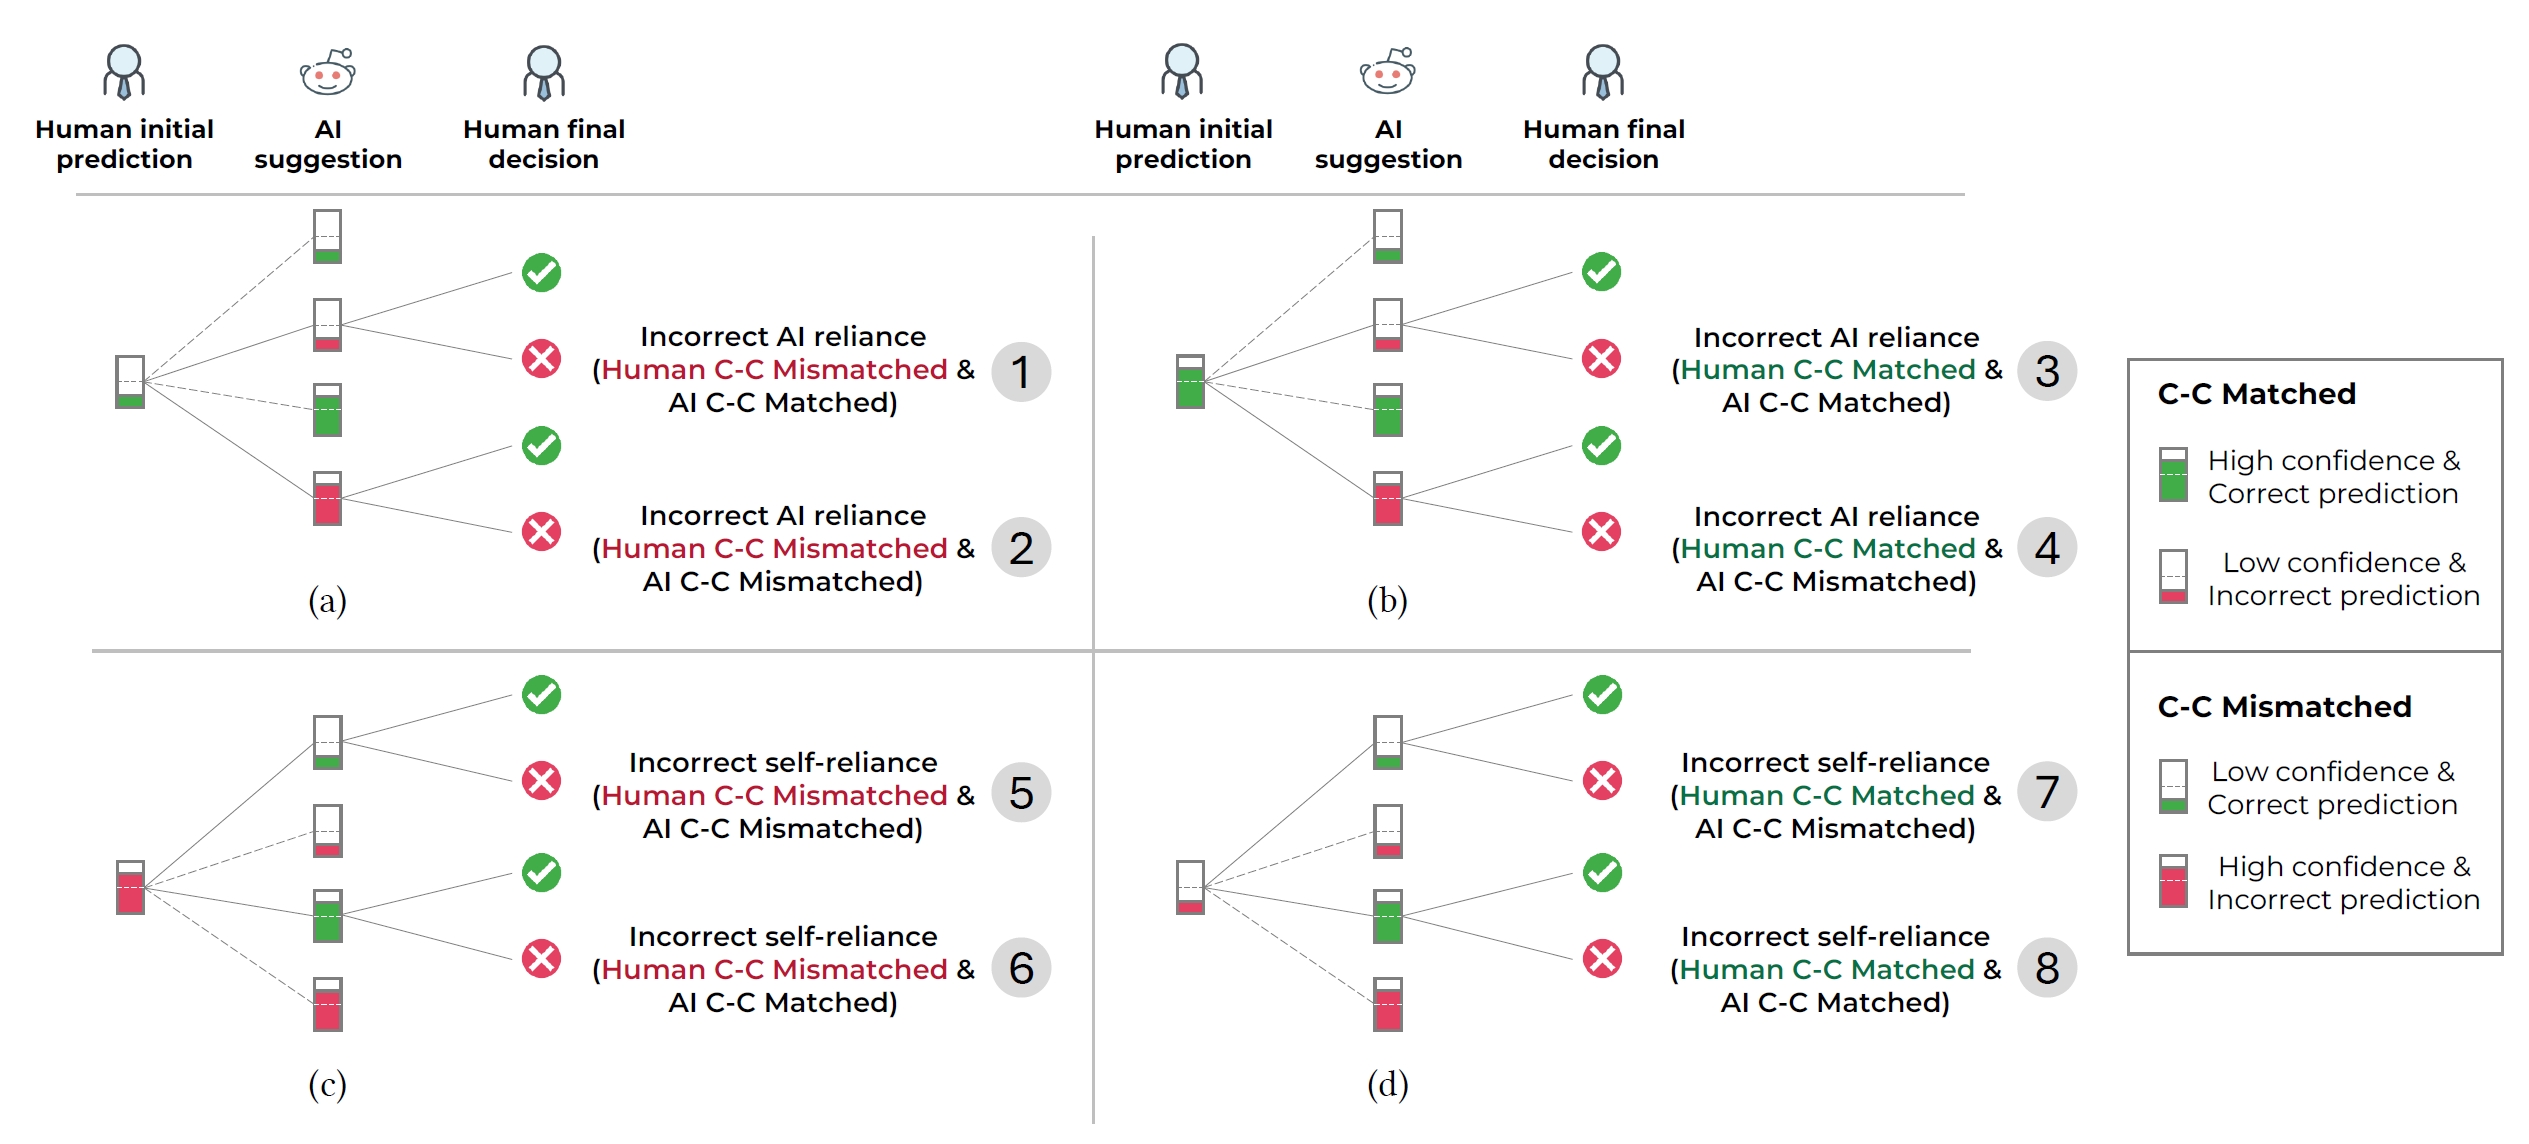 Human initial
prediction
AI
suggestion
Human final
decision
Human initial
prediction
AI
suggestion
Human final
decision
Incorrect AI reliance
(Human C-C Mismatched &
AI C-C Matched)
1
Incorrect AI reliance
(Human C-C Mismatched &
AI C-C Mismatched)
2
(a)
Incorrect AI reliance
(Human C-C Matched &
AI C-C Matched)
3
Incorrect AI reliance
(Human C-C Matched &
AI C-C Mismatched)
4
(b)
Incorrect self-reliance
(Human C-C Mismatched &
AI C-C Mismatched)
5
Incorrect self-reliance
(Human C-C Mismatched &
AI C-C Matched)
6
(c)
Incorrect self-reliance
(Human C-C Matched &
AI C-C Mismatched)
7
Incorrect self-reliance
(Human C-C Matched &
AI C-C Matched)
8
(d)
C-C Matched
High confidence &
Correct prediction
Low confidence &
Incorrect prediction
C-C Mismatched
Low confidence &
Correct prediction
High confidence &
Incorrect prediction